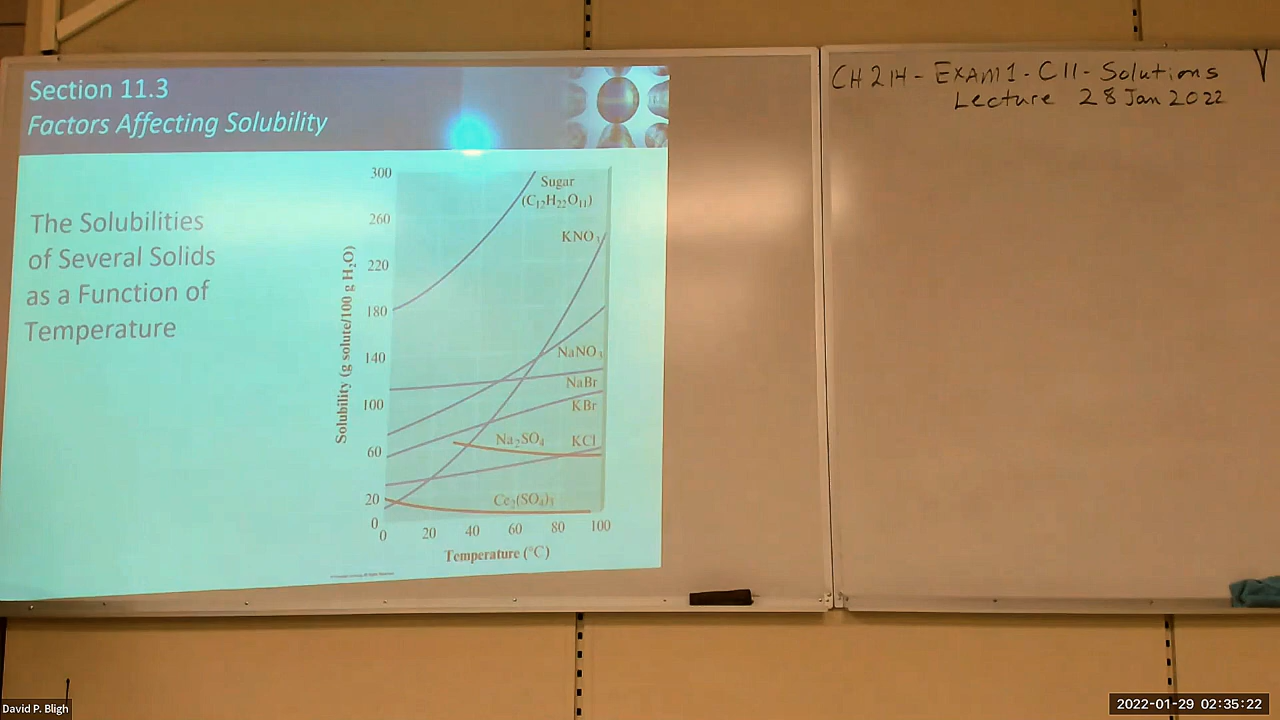 Section 11.3
Factors Affecting Solubility
CH 21H - Exam 1 - C11 - Solutions
Lecture 28 Jan 2022
The Solubilities
of Several Solids
as a Function of
Temperature
Solubility (g solute/100 g H₂O)
300
260
220
180
140
100
60
20
0
Sugar
(C₁₂H₂₂O₁₁)
KNO₃
NaNO₃
NaBr
KBr
Na₂SO₄
KCl
Ce₂(SO₄)₃
0 20 40 60 80 100
Temperature (°C)
David P. Bligh
2022-01-29 02:35:22